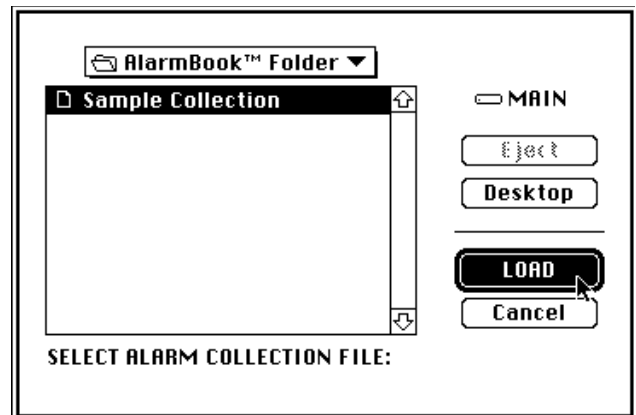 AlarmBook™ Folder
Sample Collection
MAIN
Eject
Desktop
LOAD
Cancel
SELECT ALARM COLLECTION FILE: